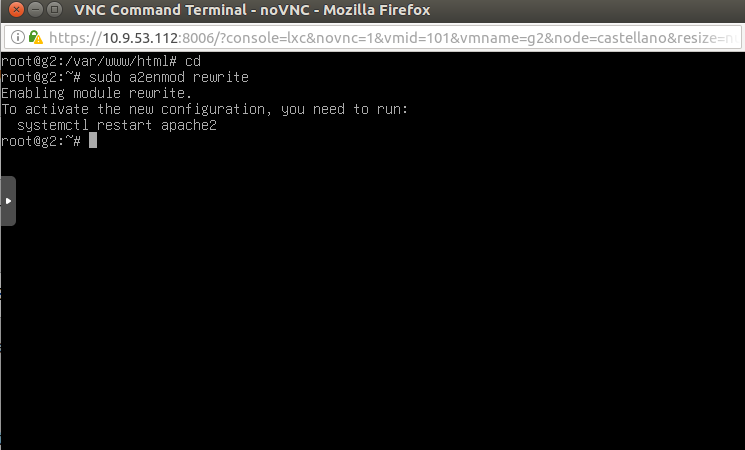 VNC Command Terminal - noVNC - Mozilla Firefox
https://10.9.53.112:8006/?console=lxc&novnc=1&vmid=101&vmname=g2&node=castellano&resize=
root@g2:/var/www/html# cd
root@g2:~# sudo a2enmod rewrite
Enabling module rewrite.
To activate the new configuration, you need to run:
  systemctl restart apache2
root@g2:~#